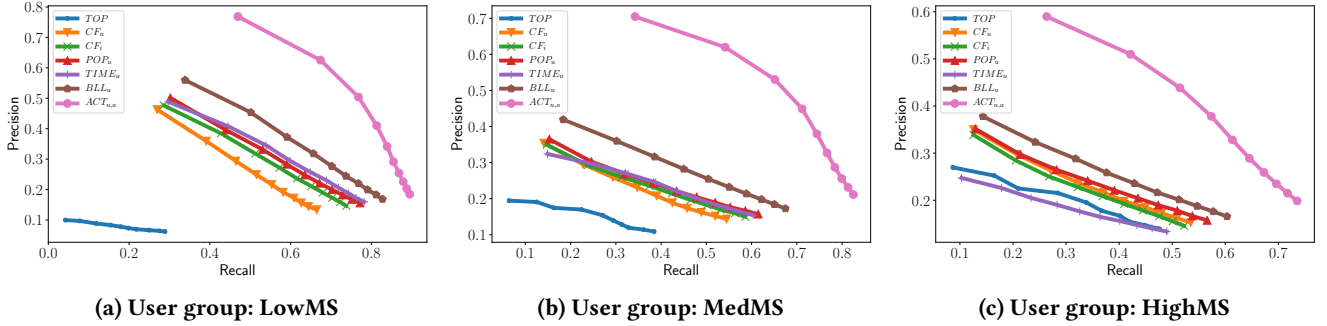 0.8
0.7
0.6
0.5
0.4
0.3
0.2
0.1
0.0
Precision
TOP
CF_u
CF_i
POP_u
TIME_u
BLL_u
ACT_{u,a}
0.0 0.2 0.4 0.6 0.8
Recall
(a) User group: LowMS
0.7
0.6
0.5
0.4
0.3
0.2
0.1
Precision
TOP
CF_u
CF_i
POP_u
TIME_u
BLL_u
ACT_{u,a}
0.1 0.2 0.3 0.4 0.5 0.6 0.7 0.8
Recall
(b) User group: MedMS
0.6
0.5
0.4
0.3
0.2
Precision
TOP
CF_u
CF_i
POP_u
TIME_u
BLL_u
ACT_{u,a}
0.1 0.2 0.3 0.4 0.5 0.6 0.7
Recall
(c) User group: HighMS